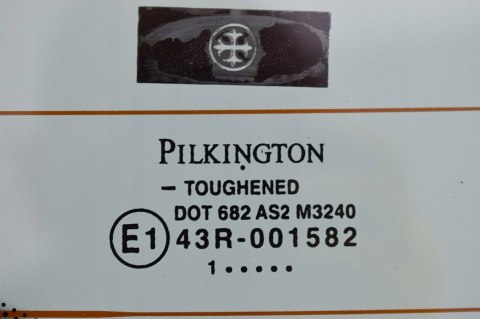 PILKINGTON
– TOUGHENED
DOT 682 AS2 M3240
E1 43R-001582
1 • • • • •